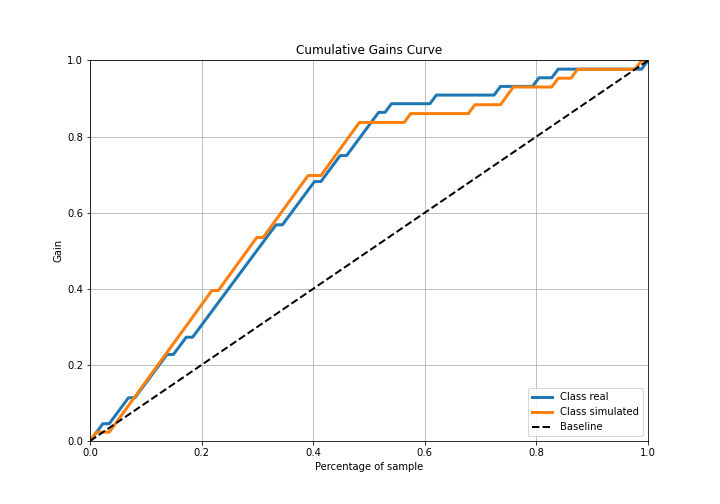 Cumulative Gains Curve
1.0
0.8
0.6
0.4
0.2
0.0
Gain
0.0 0.2 0.4 0.6 0.8 1.0
Percentage of sample
Class real
Class simulated
Baseline